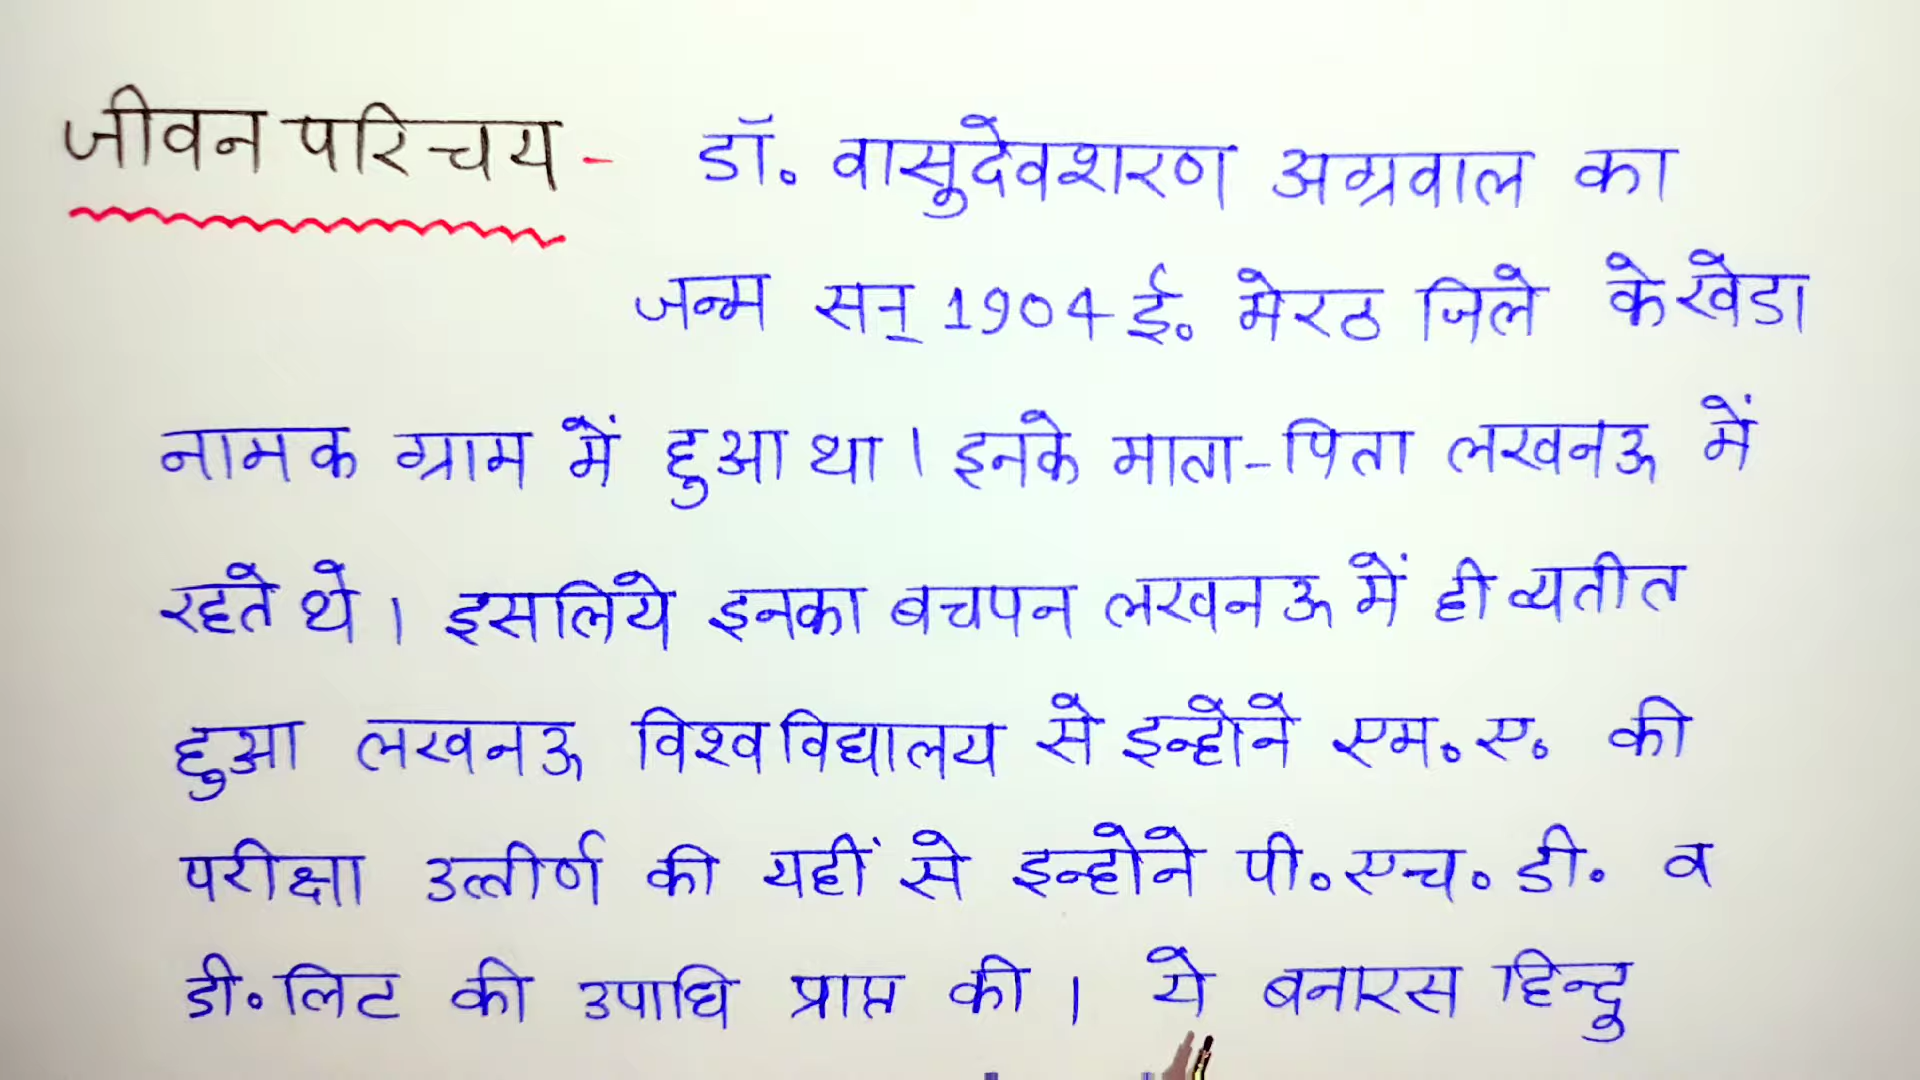 जीवन परिचय - डॉ. वासुदेवशरण अग्रवाल का
जन्म सन् 1904 ई. मेरठ जिले के खेडा
नामक ग्राम में हुआ था। इनके माता-पिता लखनऊ में
रहते थे। इसलिये इनका बचपन लखनऊ में ही व्यतीत
हुआ लखनऊ विश्वविद्यालय से इन्होने एम.ए. की
परीक्षा उत्तीर्ण की यहीं से इन्होने पी.एच.डी. व
डी.लिट की उपाधि प्राप्त की। ये बनारस हिन्दु